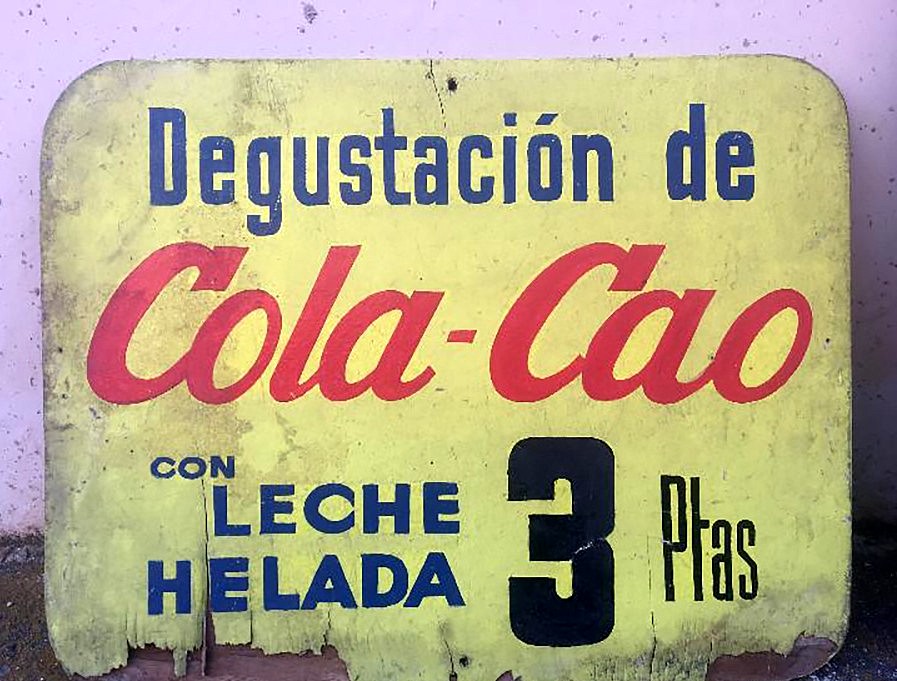 Degustación de
Cola-Cao
CON
LECHE
HELADA
3 Ptas